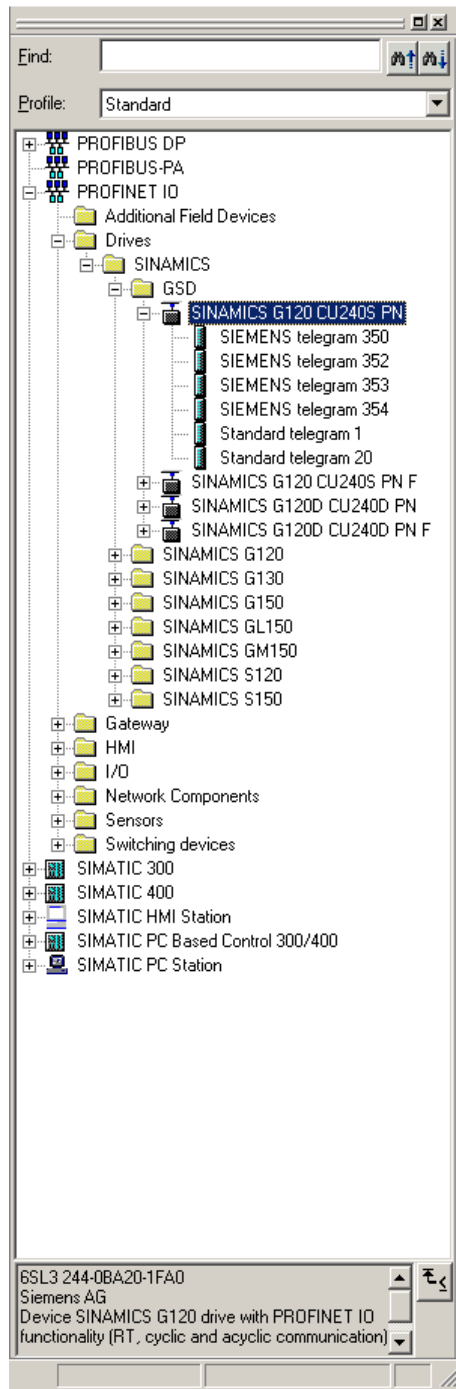 Find:
Profile: Standard
PROFIBUS DP
PROFIBUS-PA
PROFINET IO
Additional Field Devices
Drives
SINAMICS
GSD
SINAMICS G120 CU240S PN
SIEMENS telegram 350
SIEMENS telegram 352
SIEMENS telegram 353
SIEMENS telegram 354
Standard telegram 1
Standard telegram 20
SINAMICS G120 CU240S PN F
SINAMICS G120D CU240D PN
SINAMICS G120D CU240D PN F
SINAMICS G120
SINAMICS G130
SINAMICS G150
SINAMICS GL150
SINAMICS GM150
SINAMICS S120
SINAMICS S150
Gateway
HMI
I/O
Network Components
Sensors
Switching devices
SIMATIC 300
SIMATIC 400
SIMATIC HMI Station
SIMATIC PC Based Control 300/400
SIMATIC PC Station
6SL3 244-0BA20-1FA0
Siemens AG
Device SINAMICS G120 drive with PROFINET IO
functionality (RT, cyclic and acyclic communication)